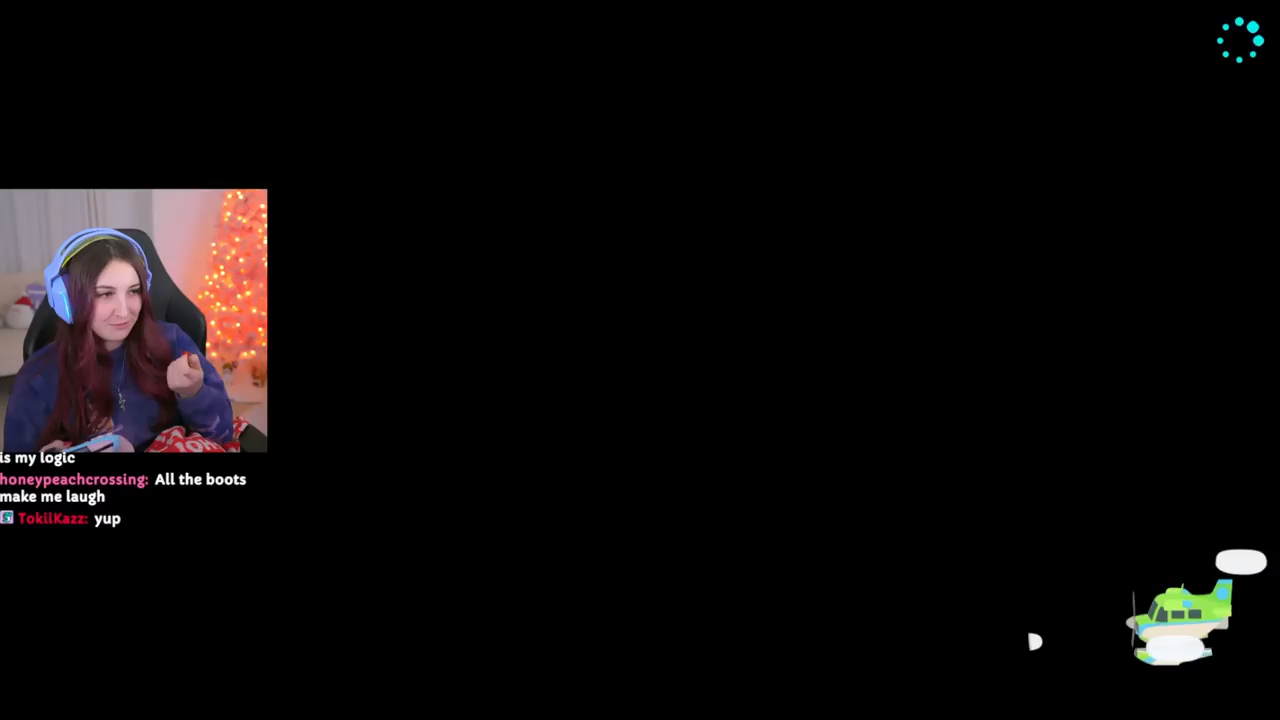 is my logic
honeypeachcrossing: All the boots
make me laugh
TokiiKazz: yup